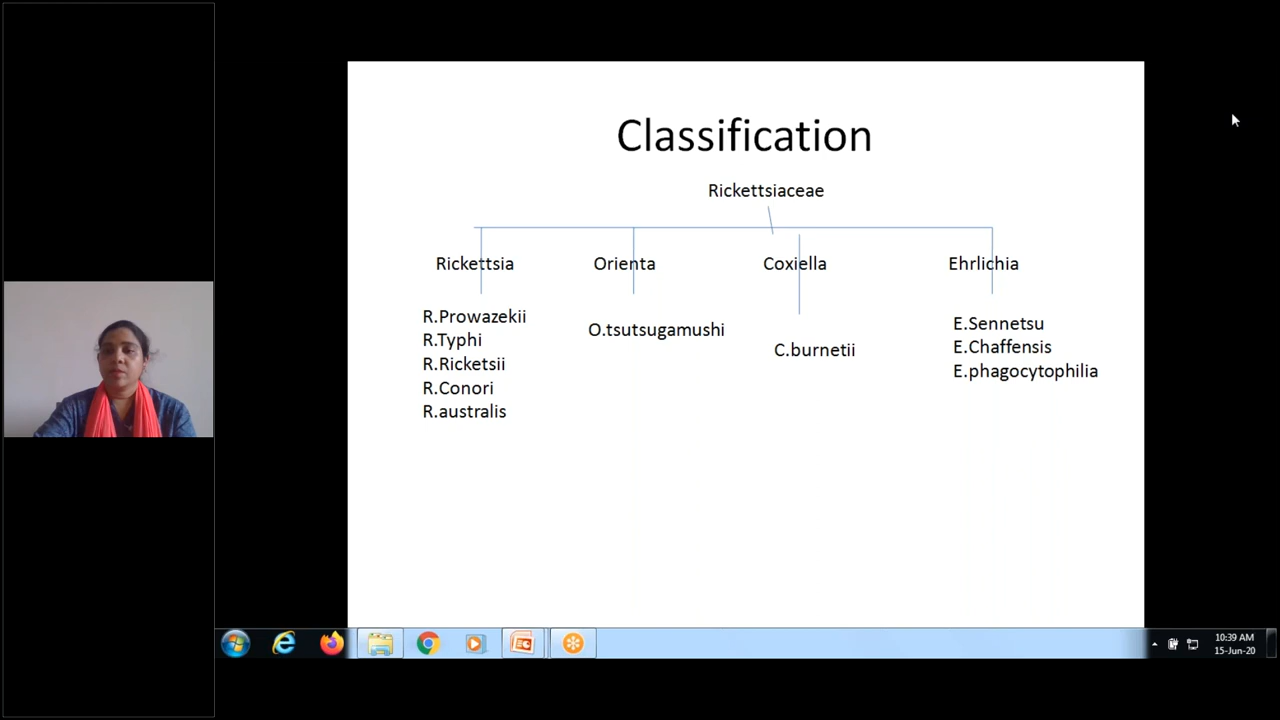 Classification
Rickettsiaceae
Rickettsia
Orienta
Coxiella
Ehrlichia
R.Prowazekii
R.Typhi
R.Ricketsii
R.Conori
R.australis
O.tsutsugamushi
C.burnetii
E.Sennetsu
E.Chaffensis
E.phagocytophilia
10:39 AM
15-Jun-20